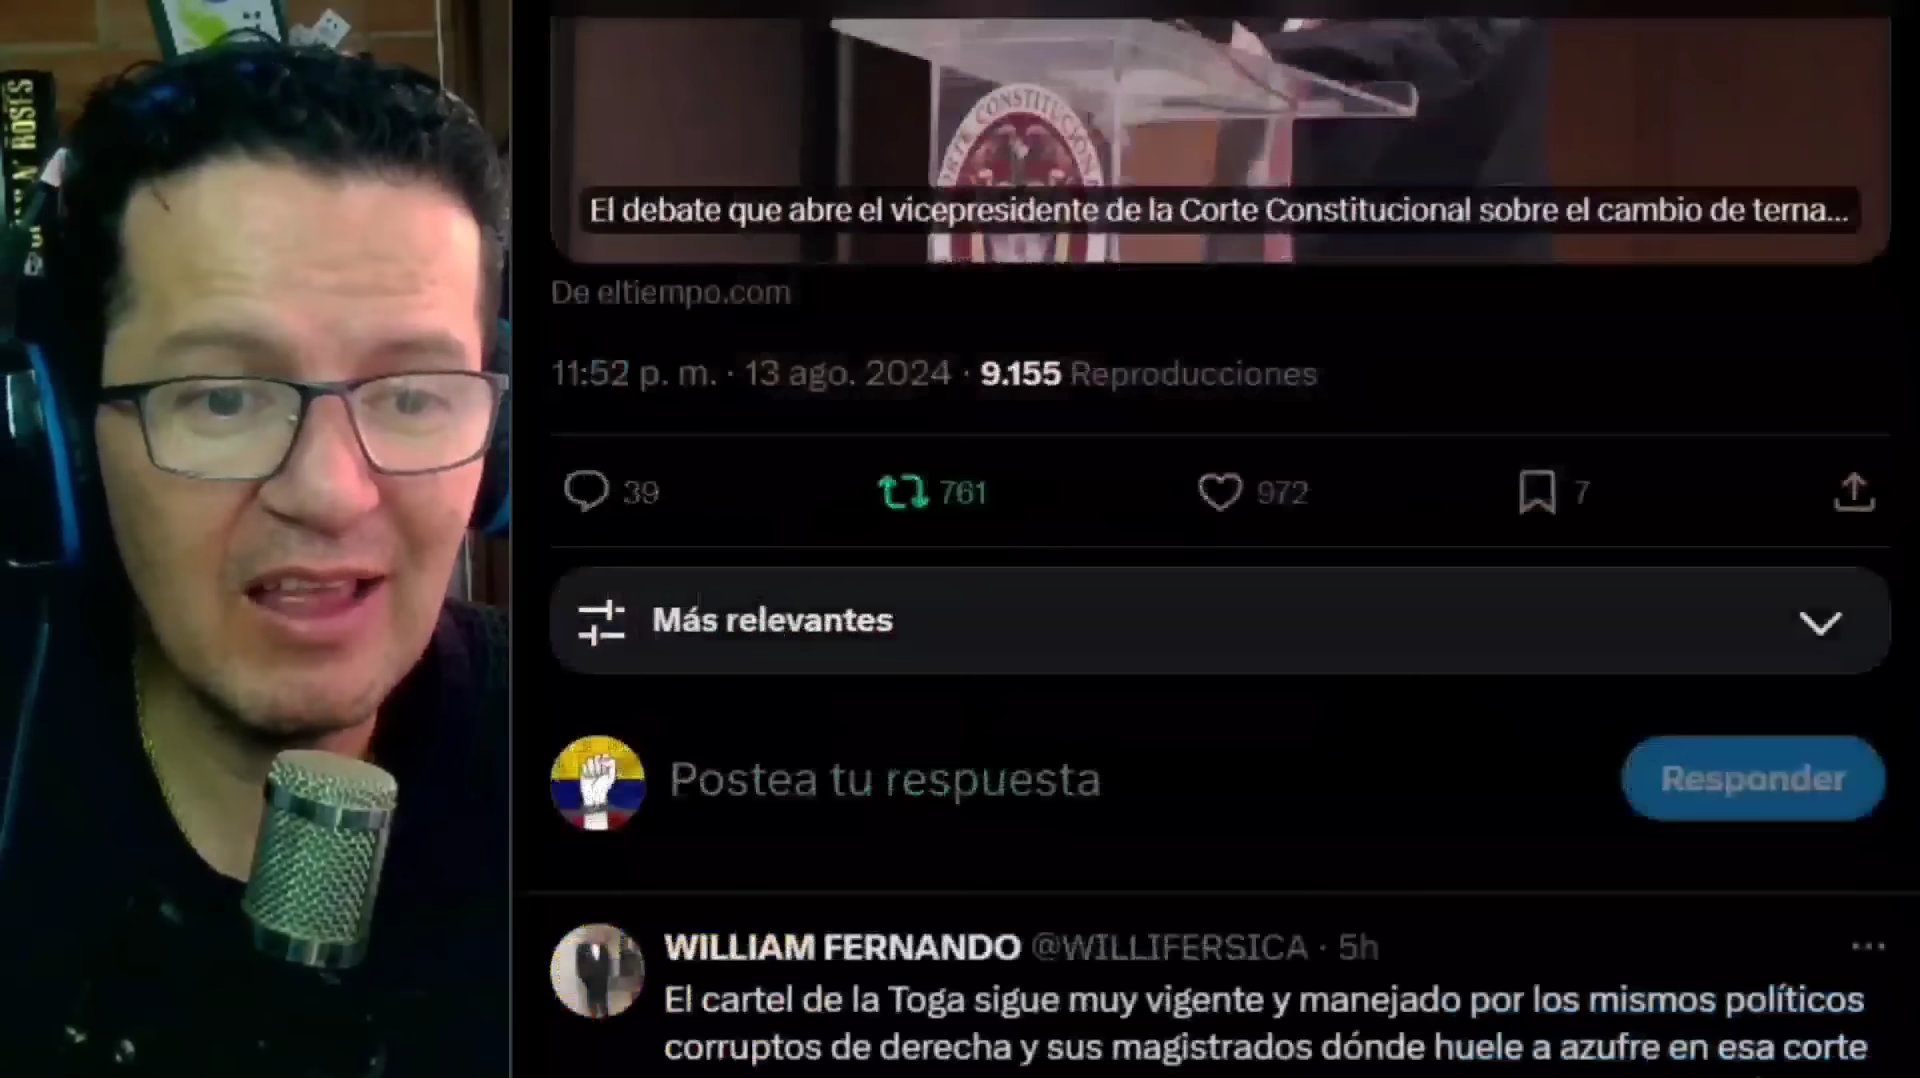 CORTE CONSTITUCIONAL
El debate que abre el vicepresidente de la Corte Constitucional sobre el cambio de terna...
De eltiempo.com
11:52 p. m. · 13 ago. 2024 · 9.155 Reproducciones
39 761 972 7
Más relevantes
Postea tu respuesta
Responder
WILLIAM FERNANDO @WILLIFERSICA · 5h
El cartel de la Toga sigue muy vigente y manejado por los mismos políticos
corruptos de derecha y sus magistrados dónde huele a azufre en esa corte
N' ROSES